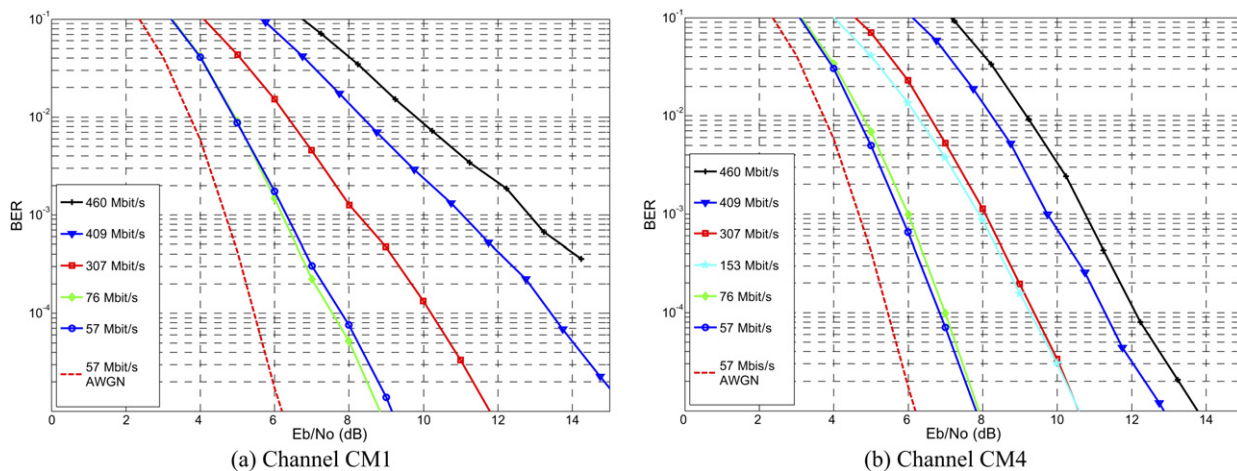 10^-1
10^-2
10^-3
10^-4
BER
460 Mbit/s
409 Mbit/s
307 Mbit/s
76 Mbit/s
57 Mbit/s
57 Mbit/s
AWGN
0 2 4 6 8 10 12 14
Eb/No (dB)
(a) Channel CM1
10^-1
10^-2
10^-3
10^-4
BER
460 Mbit/s
409 Mbit/s
307 Mbit/s
153 Mbit/s
76 Mbit/s
57 Mbit/s
57 Mbis/s
AWGN
0 2 4 6 8 10 12 14
Eb/No (dB)
(b) Channel CM4